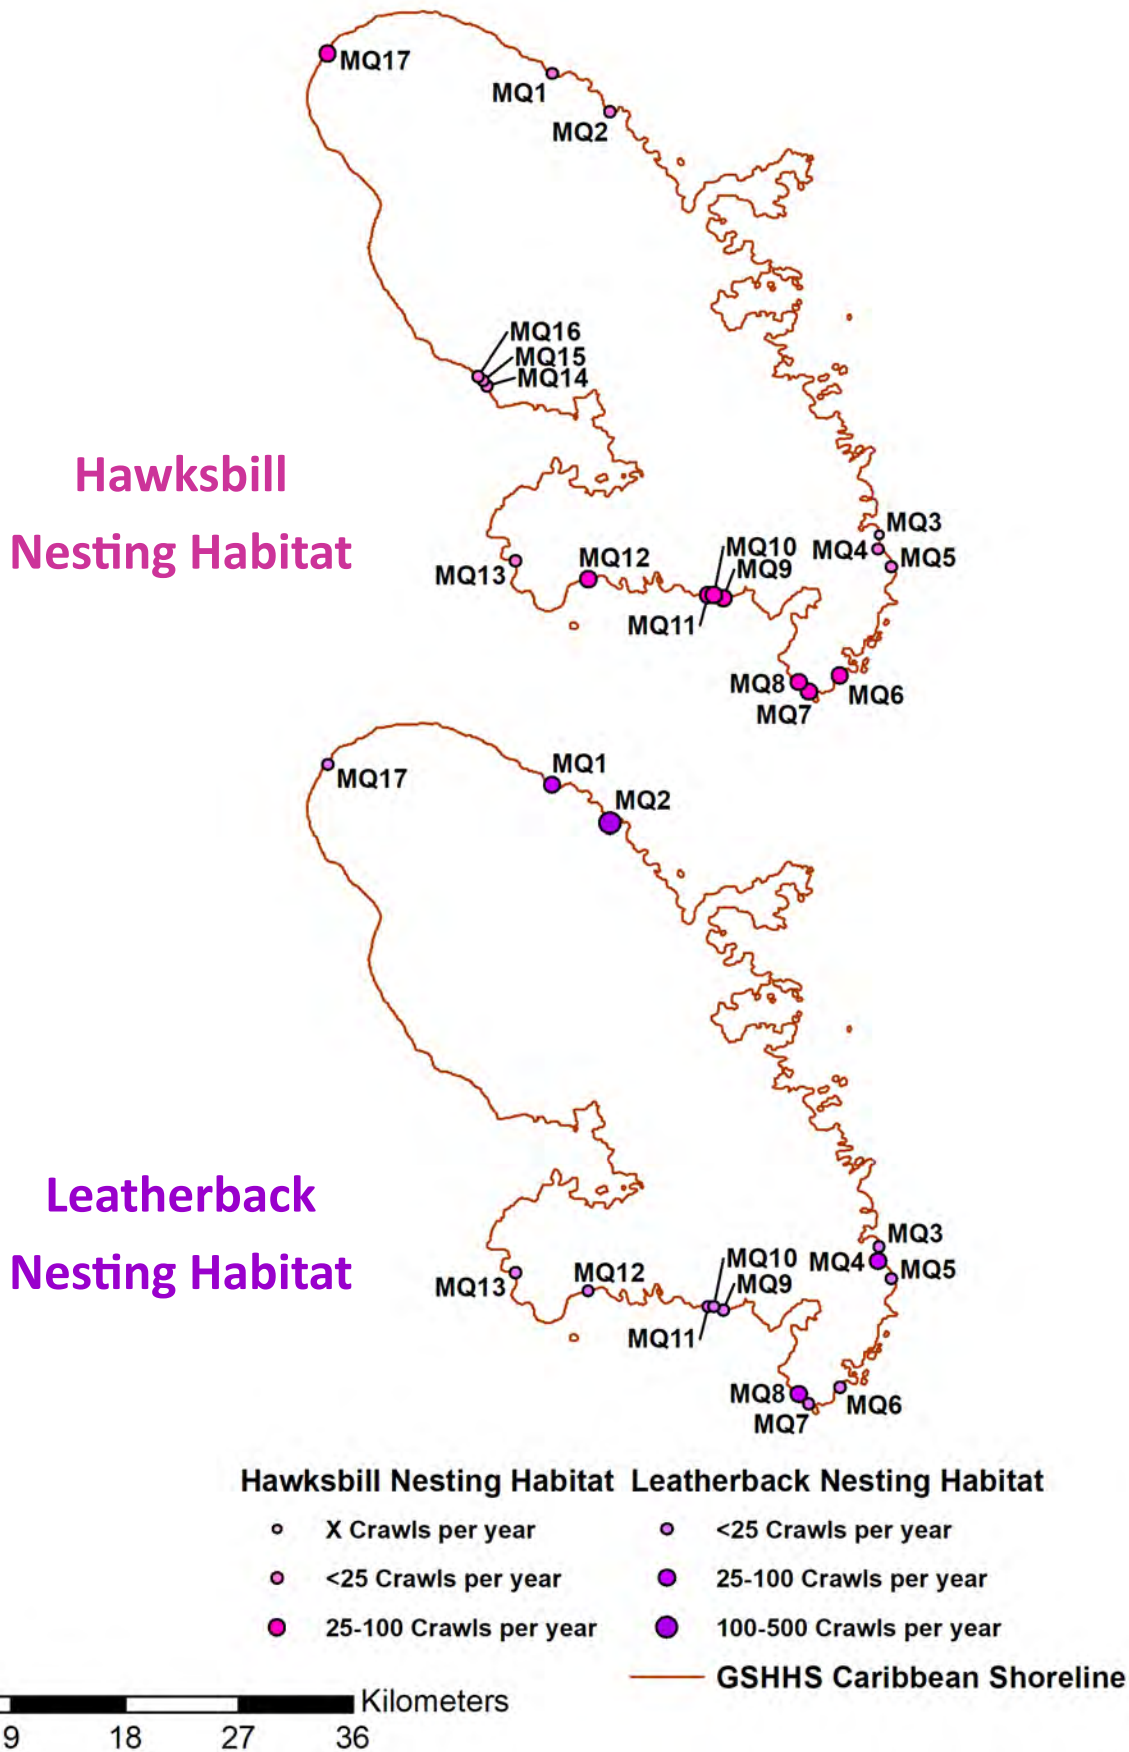 MQ17
MQ1
MQ2
MQ16
MQ15
MQ14
Hawksbill
Nesting Habitat
MQ3
MQ4
MQ5
MQ10
MQ9
MQ12
MQ13
MQ11
MQ8
MQ7
MQ6
MQ17
MQ1
MQ2
Leatherback
Nesting Habitat
MQ3
MQ4
MQ5
MQ10
MQ9
MQ12
MQ13
MQ11
MQ8
MQ7
MQ6
Hawksbill Nesting Habitat
X Crawls per year
<25 Crawls per year
25-100 Crawls per year
Leatherback Nesting Habitat
<25 Crawls per year
25-100 Crawls per year
100-500 Crawls per year
GSHHS Caribbean Shoreline
Kilometers
9 18 27 36